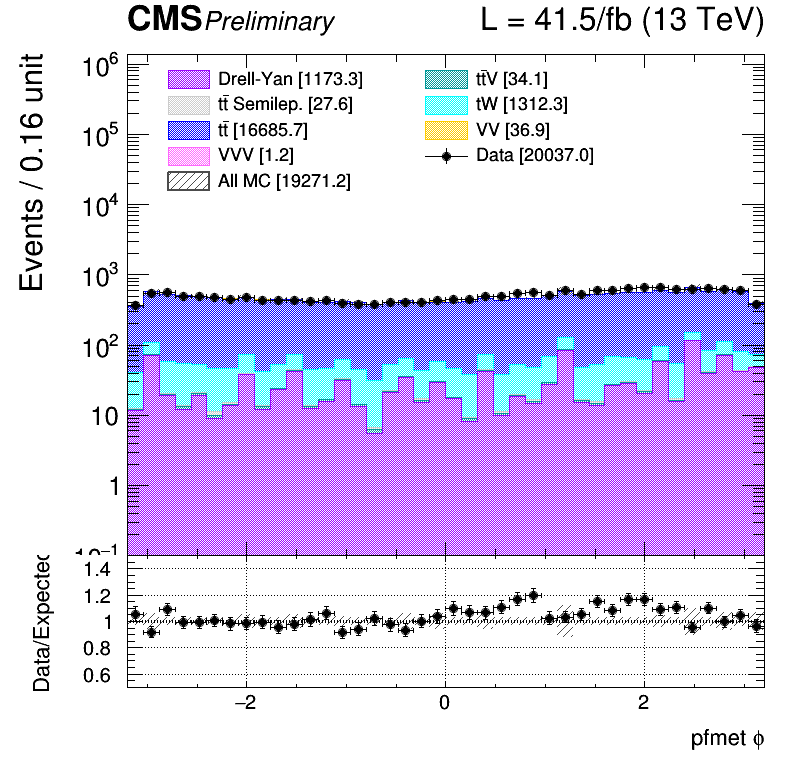 CMS Preliminary L = 41.5/fb (13 TeV)
Events / 0.16 unit
10⁶
10⁵
10⁴
10³
10²
10
1
10⁻¹
Drell-Yan [1173.3]
tt̄ Semilep. [27.6]
tt̄ [16685.7]
VVV [1.2]
All MC [19271.2]
tt̄V [34.1]
tW [1312.3]
VV [36.9]
Data [20037.0]
Data/Expected
1.4
1.2
1
0.8
0.6
−2 0 2
pfmet ϕ